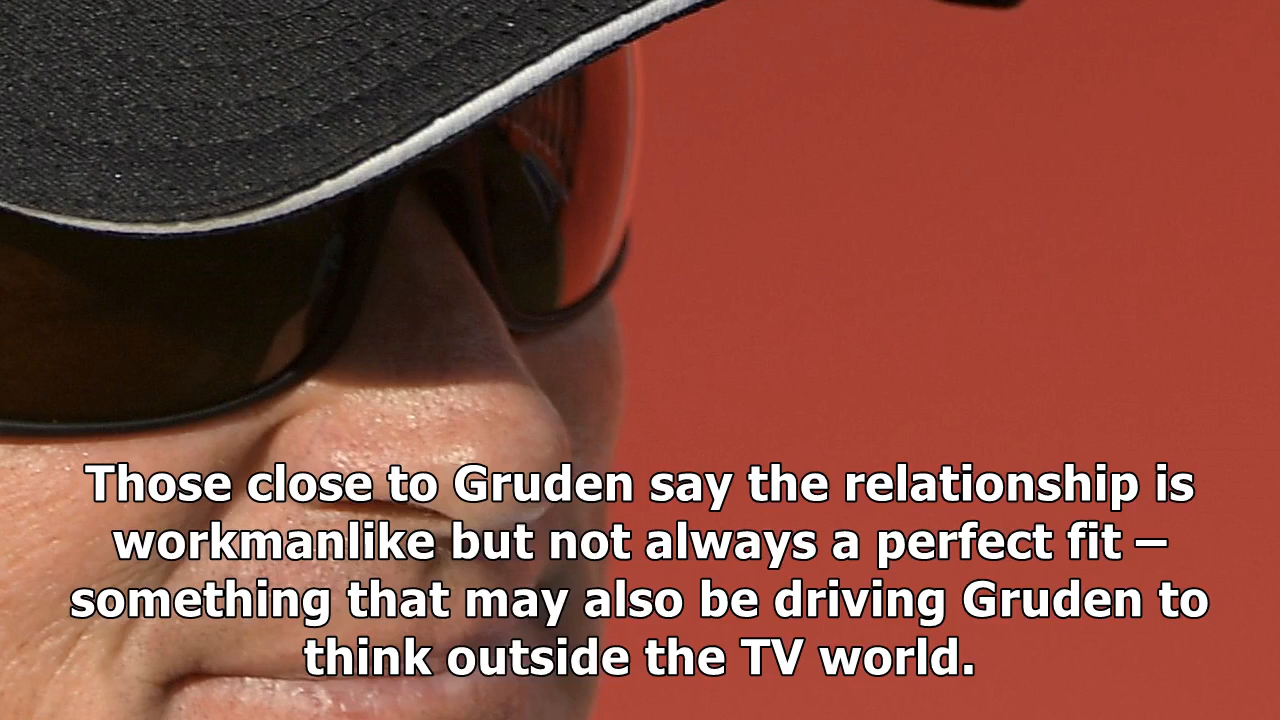 Those close to Gruden say the relationship is
workmanlike but not always a perfect fit –
something that may also be driving Gruden to
think outside the TV world.